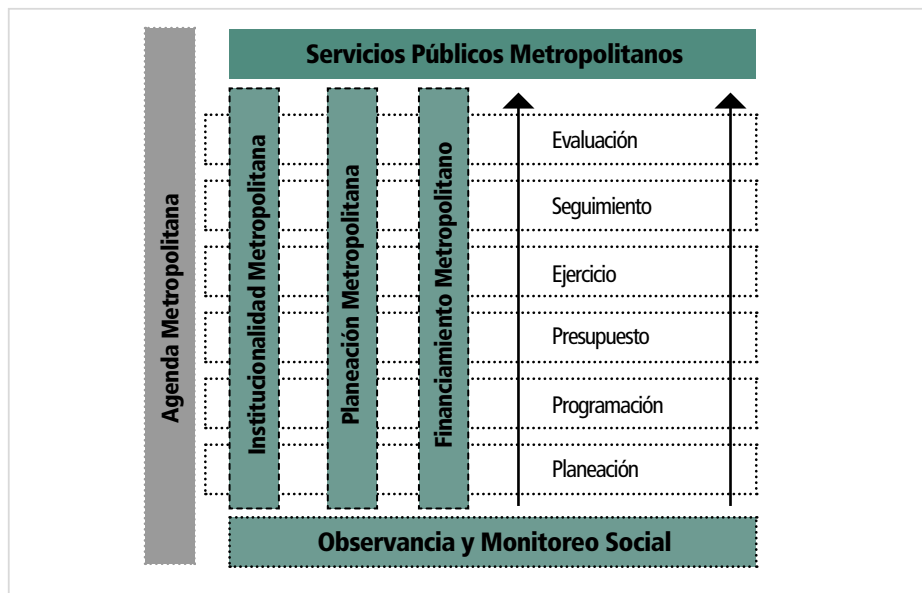 Servicios Públicos Metropolitanos
Agenda Metropolitana
Institucionalidad Metropolitana
Planeación Metropolitana
Financiamiento Metropolitano
Evaluación
Seguimiento
Ejercicio
Presupuesto
Programación
Planeación
Observancia y Monitoreo Social